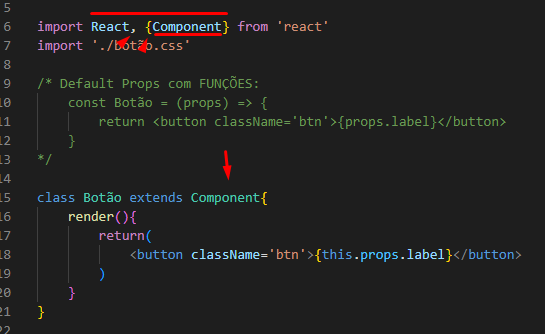 5
6 import React, {Component} from 'react'
7 import './botão.css'
8
9 /* Default Props com FUNÇÕES:
10 const Botão = (props) => {
11 return <button className='btn'>{props.label}</button>
12 }
13 */
14
15 class Botão extends Component{
16 render(){
17 return(
18 <button className='btn'>{this.props.label}</button>
19 )
20 }
21 }
22